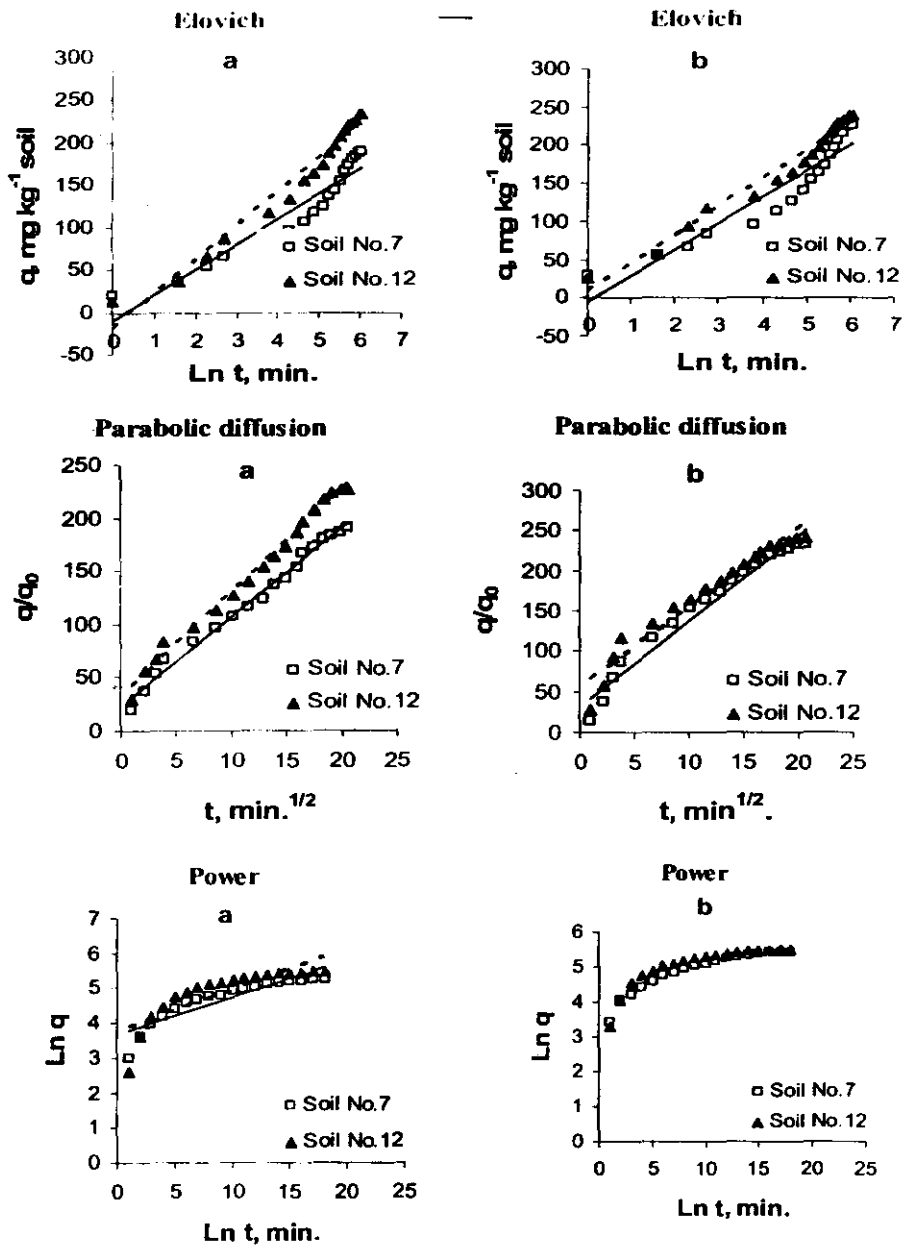 Elovich
Elovich
a
b
300
250
200
150
100
50
0
-50
q, mg kg⁻¹ soil
Soil No.7
Soil No.12
0 1 2 3 4 5 6 7
Ln t, min.
300
250
200
150
100
50
0
-50
q, mg kg⁻¹ soil
Soil No.7
Soil No.12
0 1 2 3 4 5 6 7
Ln t, min.
Parabolic diffusion
a
250
200
150
100
50
0
q/q₀
Soil No.7
Soil No.12
0 5 10 15 20 25
t, min.¹/²
Parabolic diffusion
b
300
250
200
150
100
50
0
q/q₀
Soil No.7
Soil No.12
0 5 10 15 20 25
t, min¹/².
Power
a
7
6
5
4
3
2
1
0
Ln q
Soil No.7
Soil No.12
0 5 10 15 20 25
Ln t, min.
Power
b
6
5
4
3
2
1
0
Ln q
Soil No.7
Soil No.12
0 5 10 15 20 25
Ln t, min.